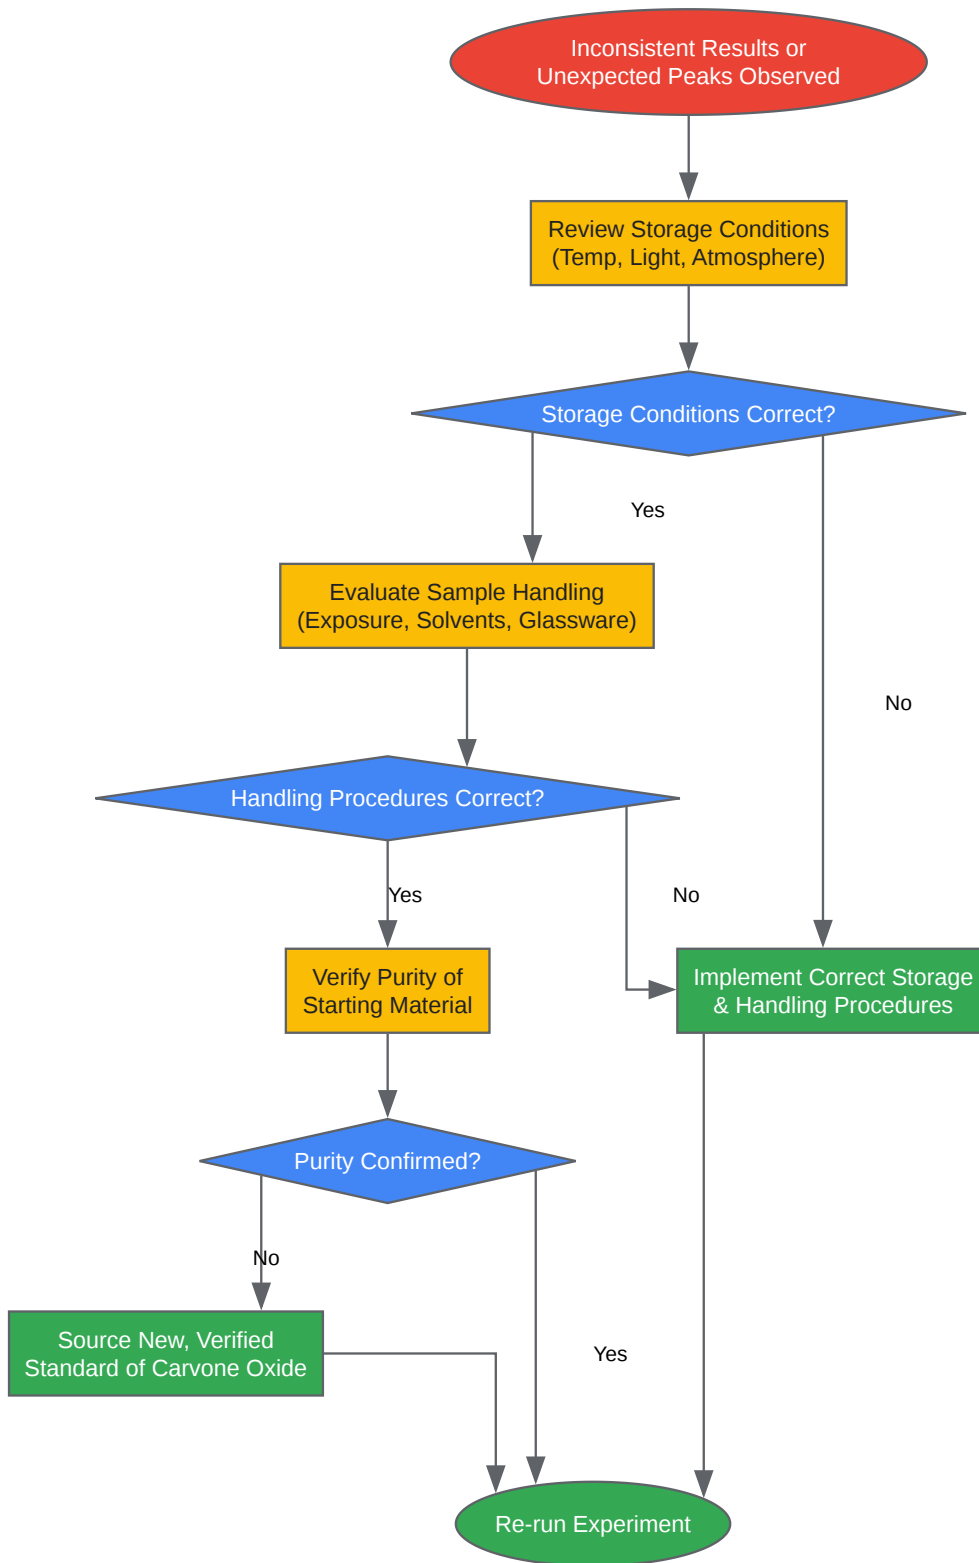 Inconsistent Results or
Unexpected Peaks Observed
Review Storage Conditions
(Temp, Light, Atmosphere)
Storage Conditions Correct?
Yes
Evaluate Sample Handling
(Exposure, Solvents, Glassware)
No
Handling Procedures Correct?
Yes
No
Verify Purity of
Starting Material
Implement Correct Storage
& Handling Procedures
Purity Confirmed?
No
Source New, Verified
Standard of Carvone Oxide
Yes
Re-run Experiment